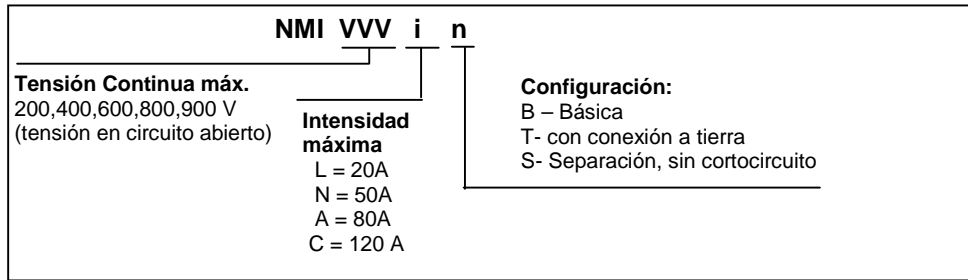 NMI VVV i n
Tensión Continua máx.
200,400,600,800,900 V
(tensión en circuito abierto)
Intensidad
máxima
L = 20A
N = 50A
A = 80A
C = 120 A
Configuración:
B – Básica
T- con conexión a tierra
S- Separación, sin cortocircuito